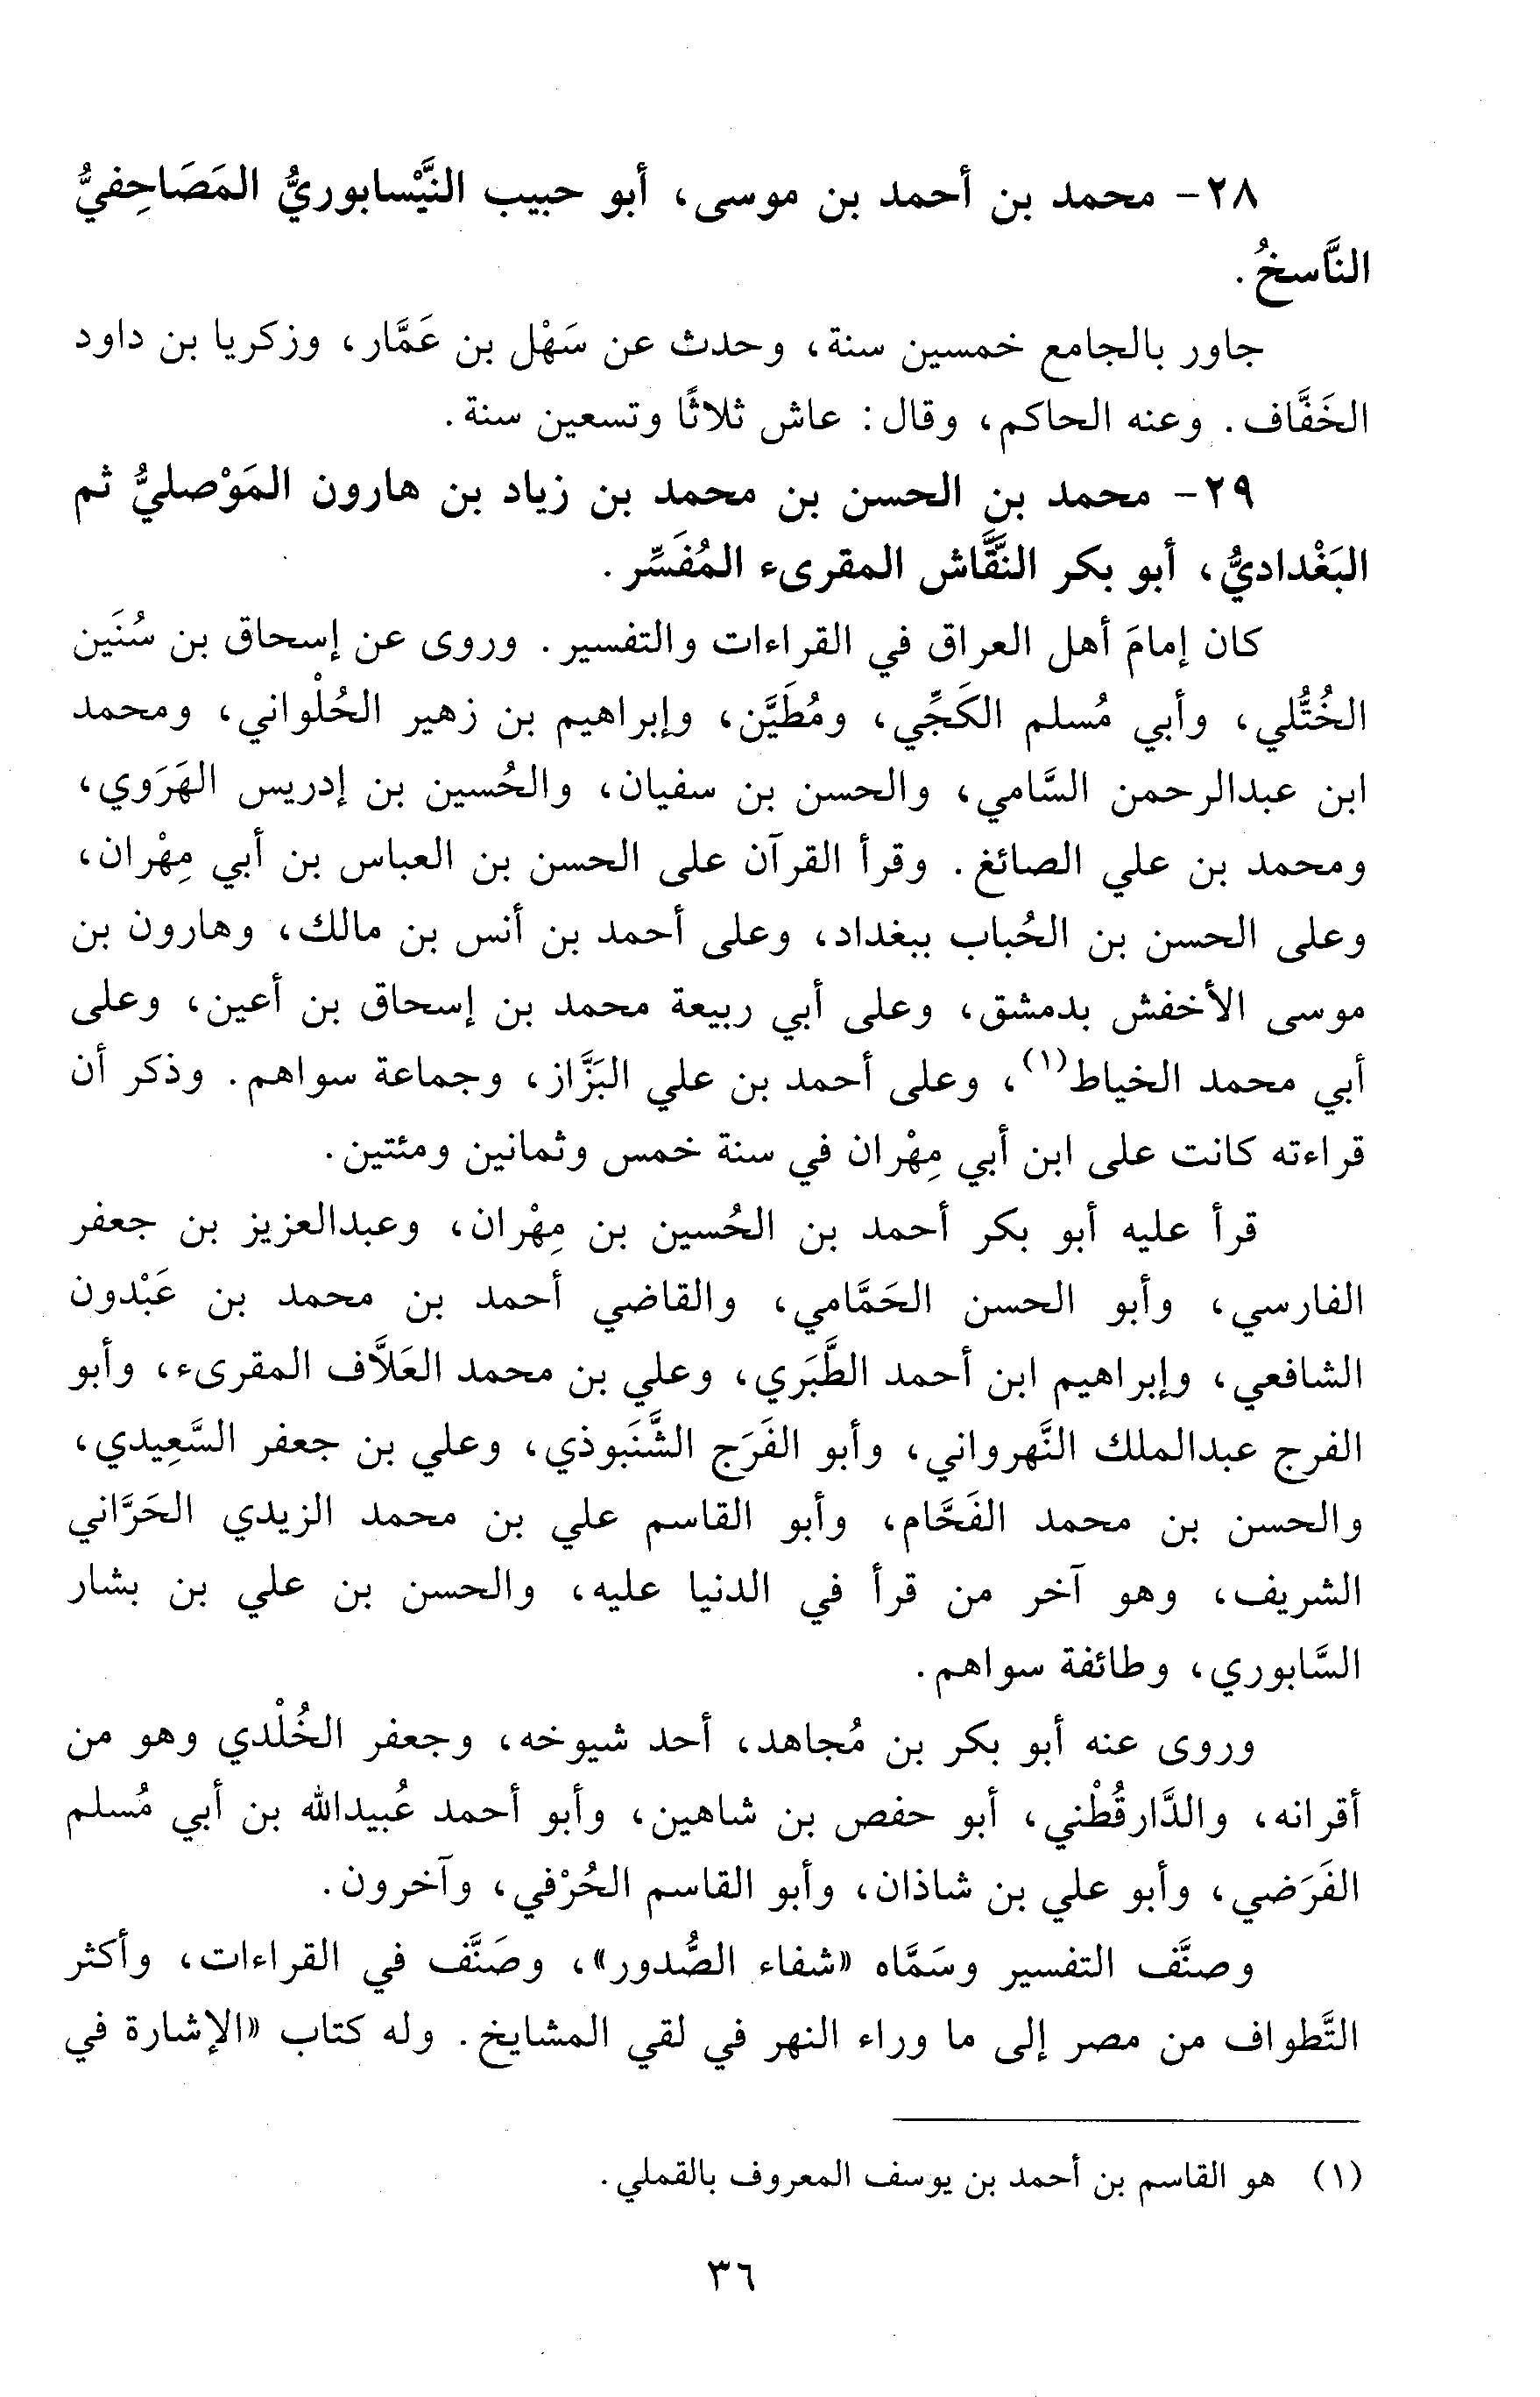 ٢٨- محمد بن أحمد بن موسى، أبو حبيب النَّيْسابوريُّ المَصَاحِفيُّ
النَّاسخُ.
جاور بالجامع خمسين سنة، وحدث عن سَهْل بن عَمَّار، وزكريا بن داود
الخَفَّاف. وعنه الحاكم، وقال: عاش ثلاثًا وتسعين سنة.
٢٩- محمد بن الحسن بن محمد بن زياد بن هارون المَوْصليُّ ثم
البَغْداديُّ، أبو بكر النَّقَّاش المقرىء المُفَسِّر.
كان إمامَ أهل العراق في القراءات والتفسير. وروى عن إسحاق بن سُنَين
الخُتُّلي، وأبي مُسلم الكَجِّي، ومُطَيَّن، وإبراهيم بن زهير الحُلْواني، ومحمد
ابن عبدالرحمن السَّامي، والحسن بن سفيان، والحُسين بن إدريس الهَرَوي،
ومحمد بن علي الصائغ. وقرأ القرآن على الحسن بن العباس بن أبي مِهْران،
وعلى الحسن بن الحُباب ببغداد، وعلى أحمد بن أنس بن مالك، وهارون بن
موسى الأخفش بدمشق، وعلى أبي ربيعة محمد بن إسحاق بن أعين، وعلى
أبي محمد الخياط(١)، وعلى أحمد بن علي البَزَّاز، وجماعة سواهم. وذكر أن
قراءته كانت على ابن أبي مِهْران في سنة خمس وثمانين ومئتين.
قرأ عليه أبو بكر أحمد بن الحُسين بن مِهْران، وعبدالعزيز بن جعفر
الفارسي، وأبو الحسن الحَمَّامي، والقاضي أحمد بن محمد بن عَبْدون
الشافعي، وإبراهيم ابن أحمد الطَّبَري، وعلي بن محمد العَلاَّف المقرىء، وأبو
الفرج عبدالملك النَّهرواني، وأبو الفَرَج الشَّنَبوذي، وعلي بن جعفر السَّعِيدي،
والحسن بن محمد الفَحَّام، وأبو القاسم علي بن محمد الزيدي الحَرَّاني
الشريف، وهو آخر من قرأ في الدنيا عليه، والحسن بن علي بن بشار
السَّابوري، وطائفة سواهم.
وروى عنه أبو بكر بن مُجاهد، أحد شيوخه، وجعفر الخُلْدي وهو من
أقرانه، والدَّارقُطْني، أبو حفص بن شاهين، وأبو أحمد عُبيدالله بن أبي مُسلم
الفَرَضي، وأبو علي بن شاذان، وأبو القاسم الحُرْفي، وآخرون.
وصنَّف التفسير وسَمَّاه «شفاء الصُّدور»، وصَنَّف في القراءات، وأكثر
التَّطواف من مصر إلى ما وراء النهر في لقي المشايخ. وله كتاب «الإشارة في
(١) هو القاسم بن أحمد بن يوسف المعروف بالقملي.
٣٦